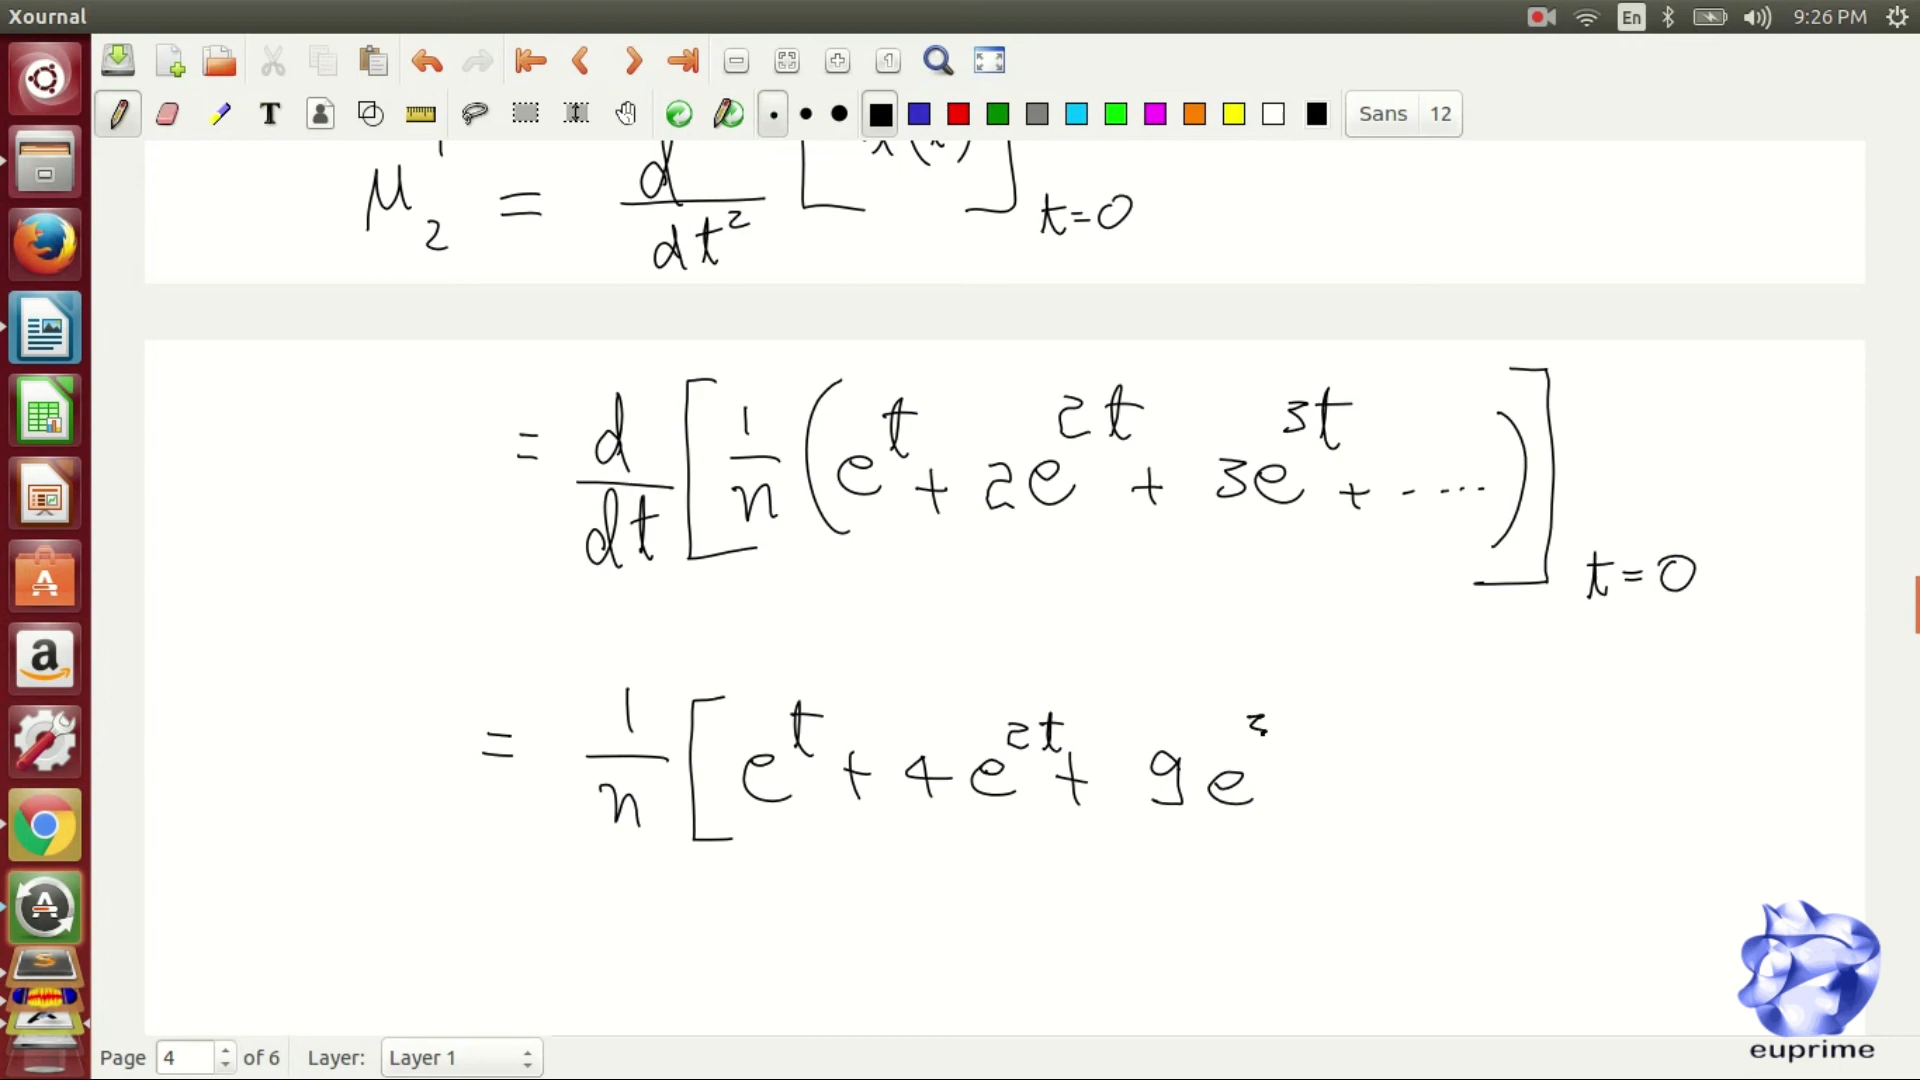 Xournal
En
9:26 PM
Sans 12
μ'₂ = d / dt² [ ]t=0
= d/dt [ 1/n ( e^t + 2e^2t + 3e^3t + ..... ) ] t=0
= 1/n [ e^t + 4e^2t + 9e^3
euprime
Page 4 of 6 Layer: Layer 1